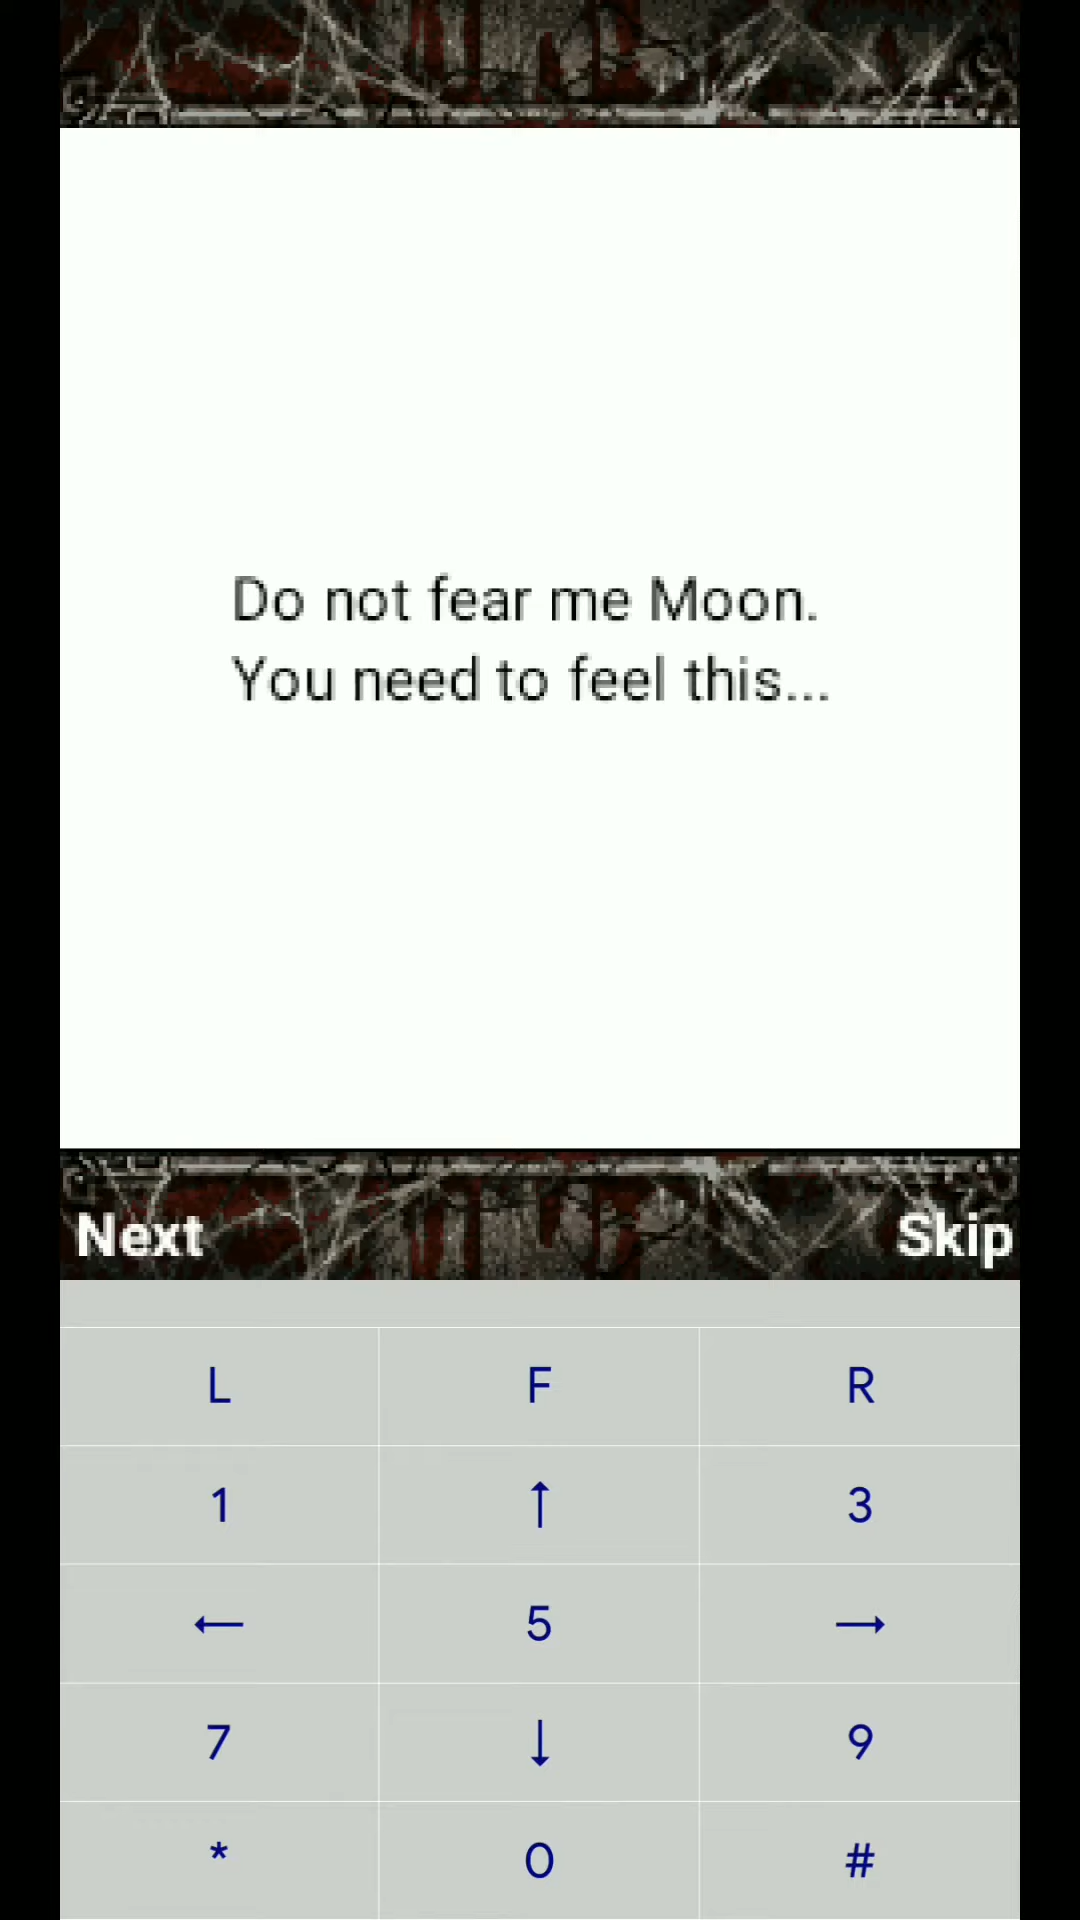 Do not fear me Moon.
You need to feel this...
Next Skip
L F R
1 ↑ 3
← 5 →
7 ↓ 9
* 0 #